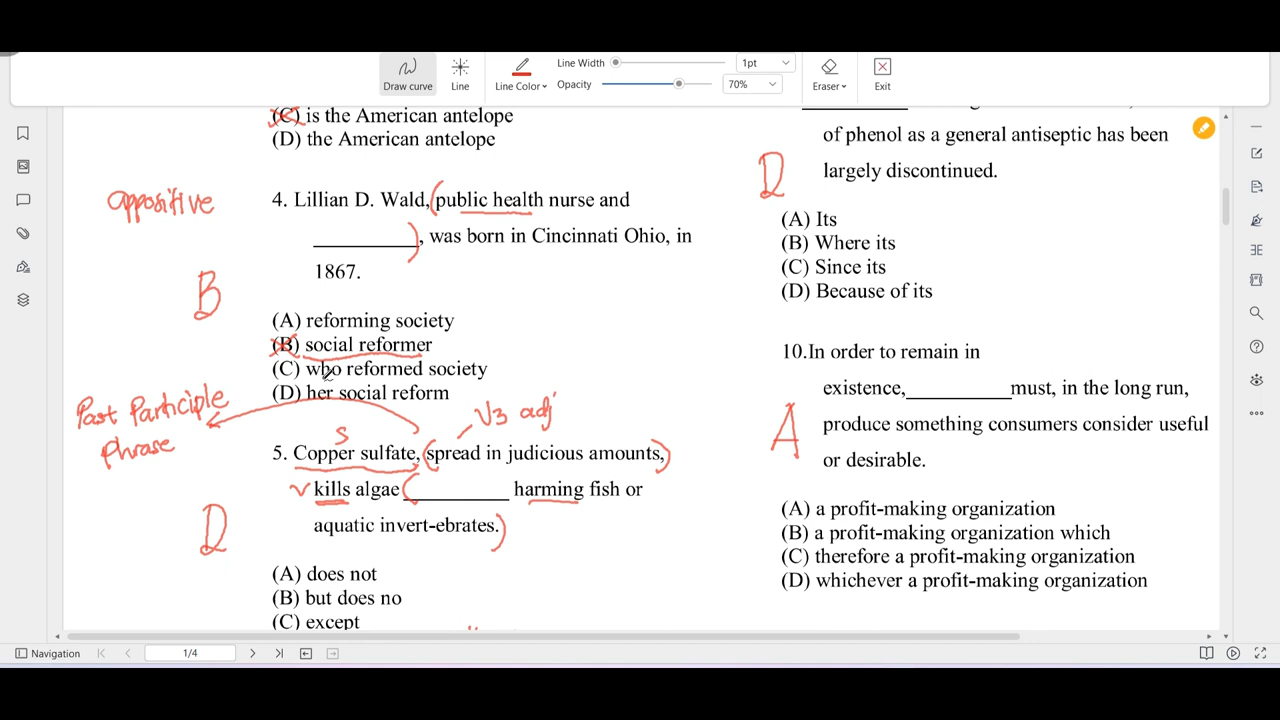 Draw curve
Line
Line Color
Line Width
1pt
Opacity
70%
Eraser
Exit
(C) is the American antelope
(D) the American antelope
appositive
4. Lillian D. Wald, (public health nurse and
__________), was born in Cincinnati Ohio, in
1867.
B
(A) reforming society
(B) social reformer
(C) who reformed society
(D) her social reform
Past Participle
Phrase
V3 adj
S
5. Copper sulfate, (spread in judicious amounts,)
V kills algae (__________ harming fish or
aquatic invert-ebrates.)
D
(A) does not
(B) but does no
(C) except
of phenol as a general antiseptic has been
largely discontinued.
D
(A) Its
(B) Where its
(C) Since its
(D) Because of its
10.In order to remain in
existence,__________must, in the long run,
produce something consumers consider useful
or desirable.
A
(A) a profit-making organization
(B) a profit-making organization which
(C) therefore a profit-making organization
(D) whichever a profit-making organization
Navigation
1/4